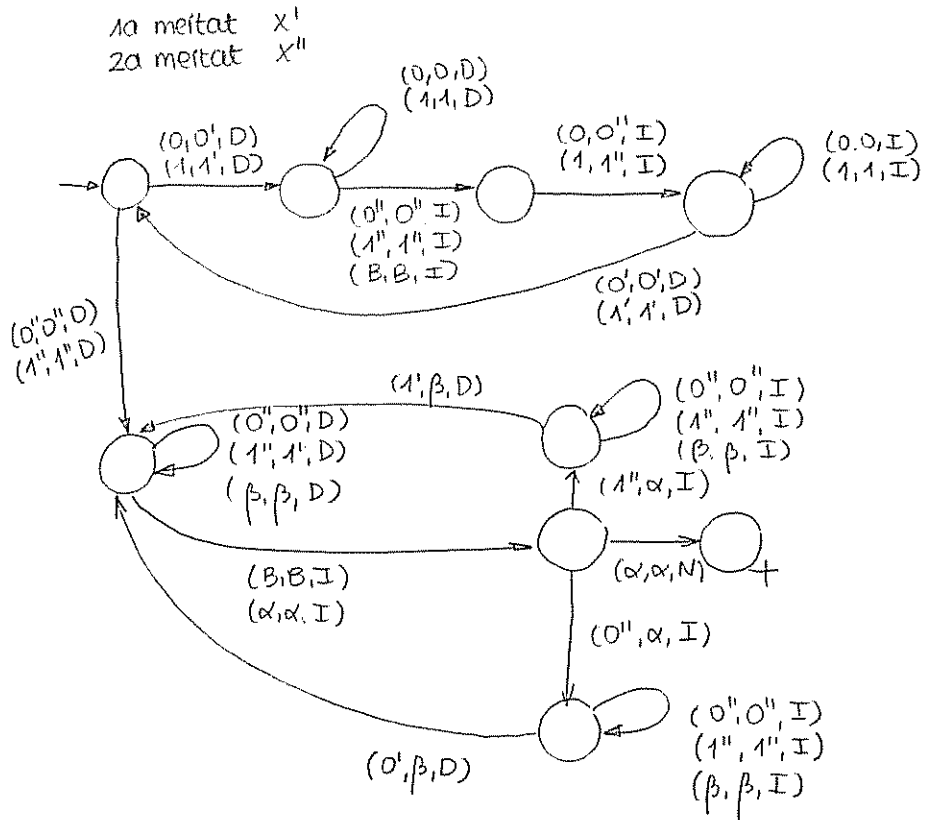 1a meitat X'
2a meitat X"
(0,0,D)
(1,1,D)
(0,0',D)
(1,1',D)
(0,0",I)
(1,1",I)
(0.0,I)
(1,1,I)
(0",0".I)
(1",1",I)
(B,B,I)
(0',0',D)
(1',1',D)
(0"0",D)
(1",1",D)
(1',β,D)
(0",0",D)
(1",1',D)
(β,β,D)
(0",0",I)
(1",1",I)
(β.β,I)
(1",α,I)
(B,B,I)
(α,α.I)
(α,α,N)
+
(0",α,I)
(0',β,D)
(0",0",I)
(1",1",I)
(β,β,I)